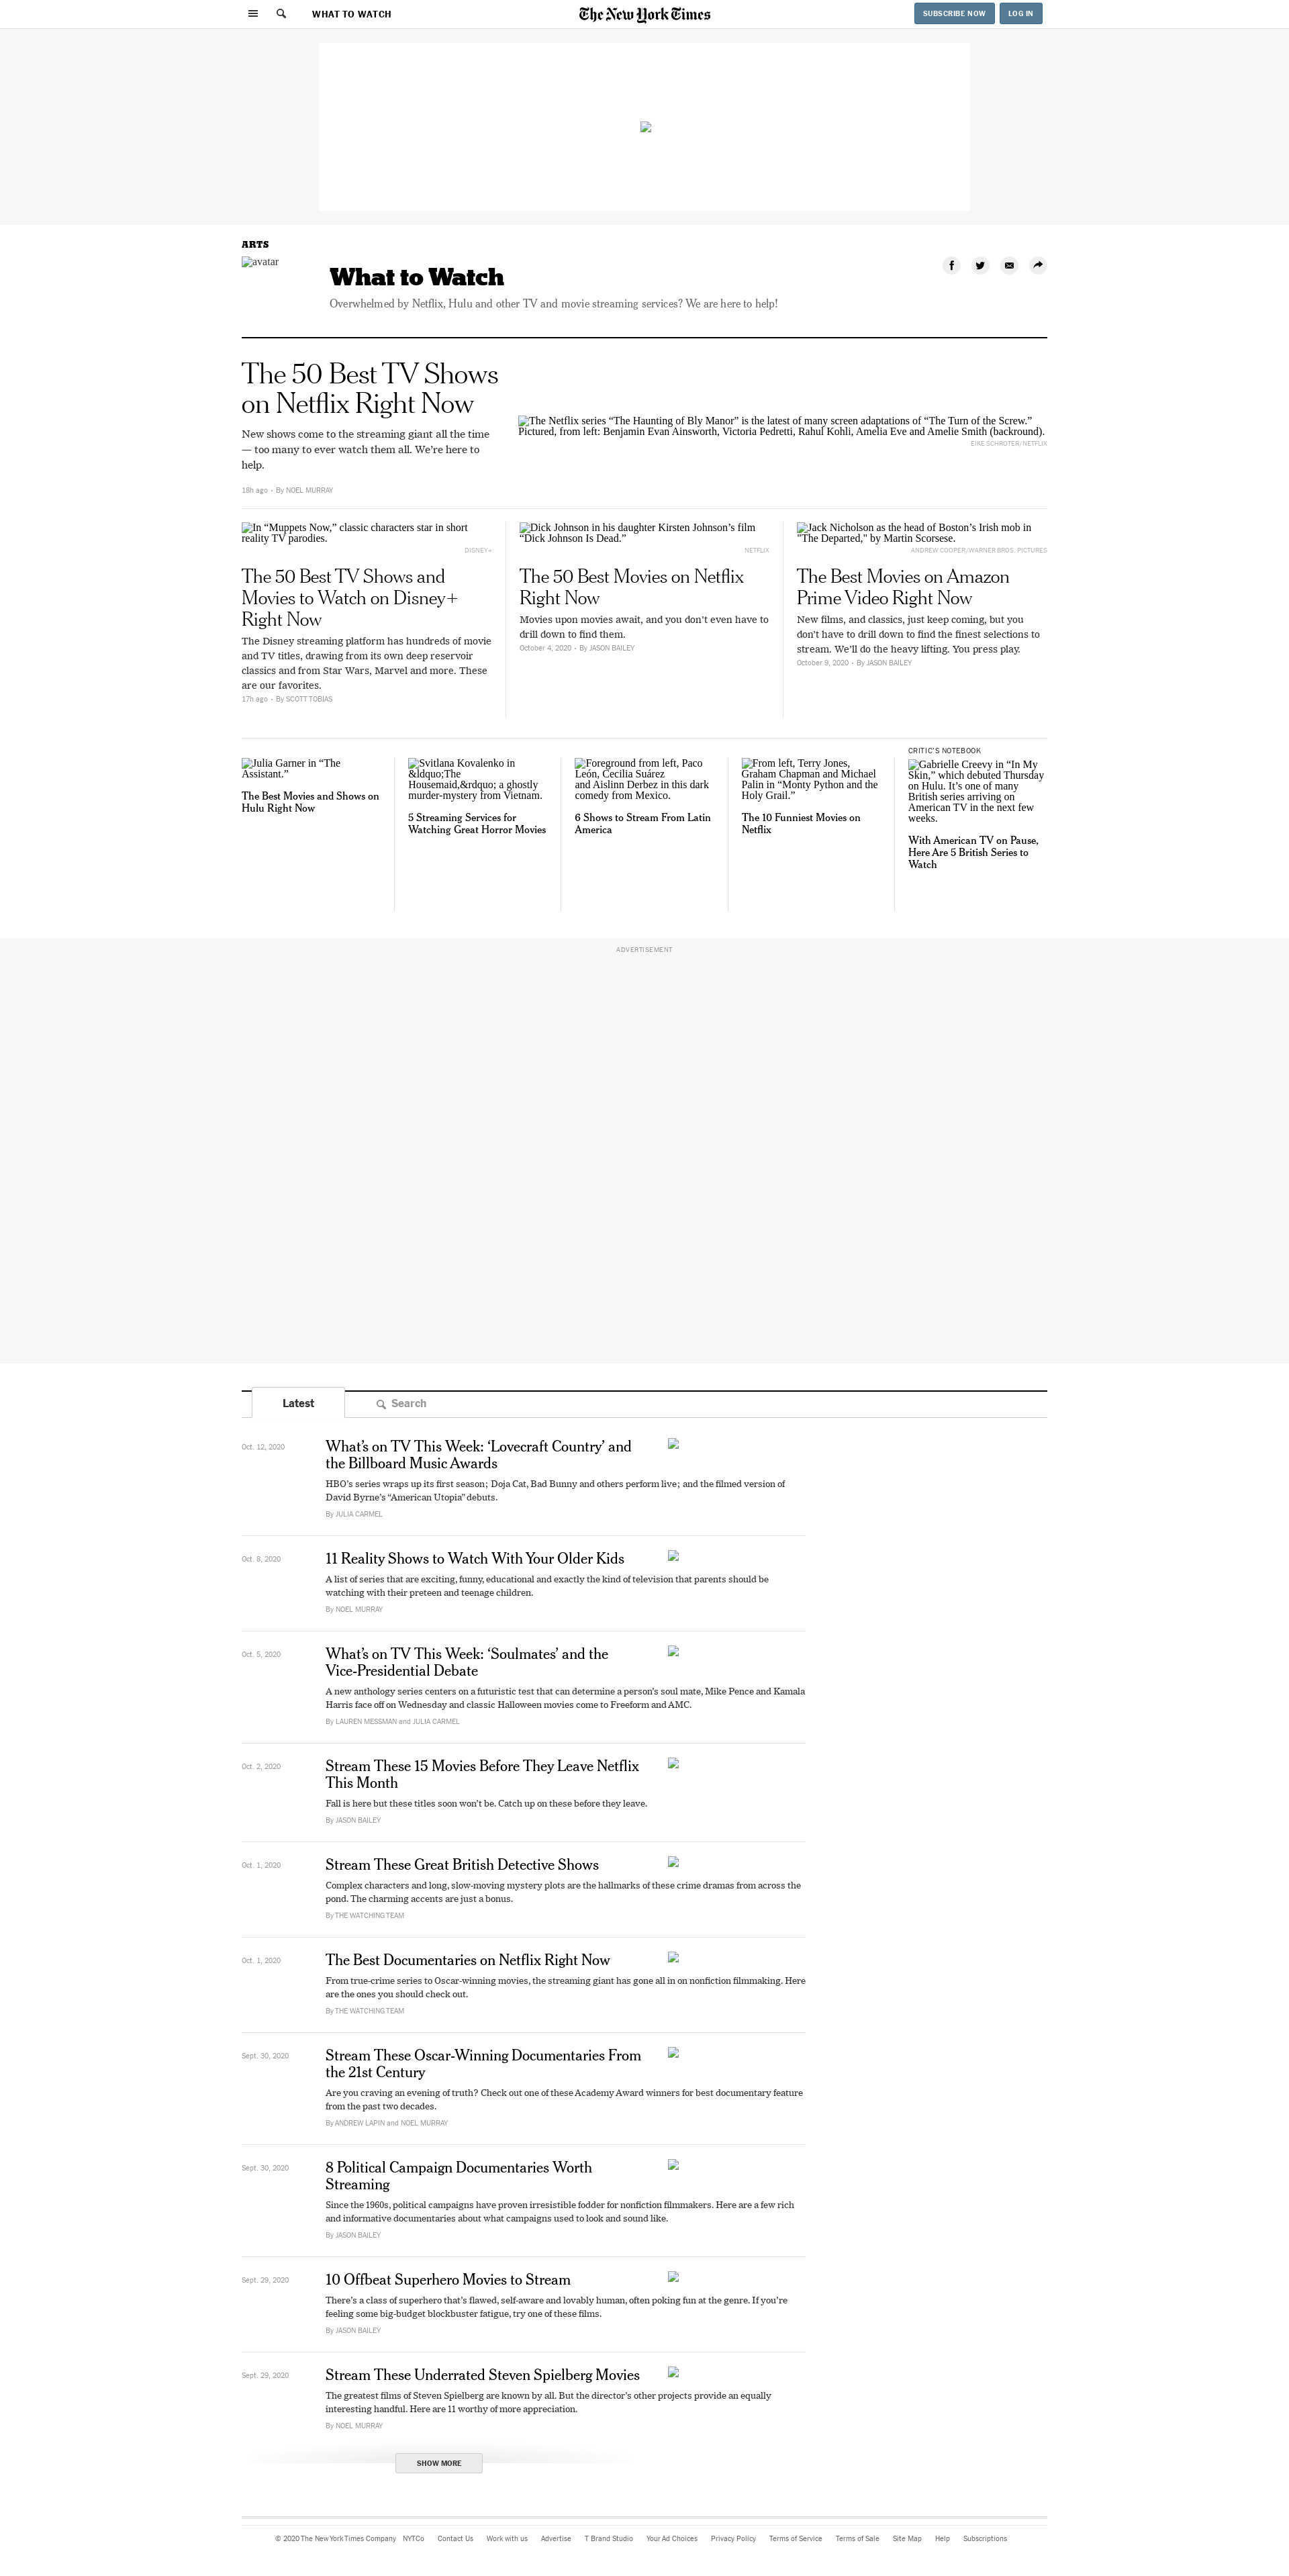 WHAT TO WATCH
The New York Times
SUBSCRIBE NOW
LOG IN
ARTS
avatar
What to Watch
Overwhelmed by Netflix, Hulu and other TV and movie streaming services? We are here to help!
The 50 Best TV Shows
on Netflix Right Now
New shows come to the streaming giant all the time
— too many to ever watch them all. We’re here to
help.
18h ago • By NOEL MURRAY
The Netflix series “The Haunting of Bly Manor” is the latest of many screen adaptations of “The Turn of the Screw.”
Pictured, from left: Benjamin Evan Ainsworth, Victoria Pedretti, Rahul Kohli, Amelia Eve and Amelie Smith (backround).
EIKE SCHROTER/NETFLIX
In “Muppets Now,” classic characters star in short
reality TV parodies.
DISNEY+
The 50 Best TV Shows and
Movies to Watch on Disney+
Right Now
The Disney streaming platform has hundreds of movie
and TV titles, drawing from its own deep reservoir
classics and from Star Wars, Marvel and more. These
are our favorites.
17h ago • By SCOTT TOBIAS
Dick Johnson in his daughter Kirsten Johnson’s film
“Dick Johnson Is Dead.”
NETFLIX
The 50 Best Movies on Netflix
Right Now
Movies upon movies await, and you don’t even have to
drill down to find them.
October 4, 2020 • By JASON BAILEY
Jack Nicholson as the head of Boston’s Irish mob in
"The Departed," by Martin Scorsese.
ANDREW COOPER/WARNER BROS. PICTURES
The Best Movies on Amazon
Prime Video Right Now
New films, and classics, just keep coming, but you
don’t have to drill down to find the finest selections to
stream. We’ll do the heavy lifting. You press play.
October 9, 2020 • By JASON BAILEY
Julia Garner in “The
Assistant.”
The Best Movies and Shows on
Hulu Right Now
Svitlana Kovalenko in
&ldquo;The
Housemaid,&rdquo; a ghostly
murder-mystery from Vietnam.
5 Streaming Services for
Watching Great Horror Movies
Foreground from left, Paco
León, Cecilia Suárez
and Aislinn Derbez in this dark
comedy from Mexico.
6 Shows to Stream From Latin
America
From left, Terry Jones,
Graham Chapman and Michael
Palin in “Monty Python and the
Holy Grail.”
The 10 Funniest Movies on
Netflix
CRITIC’S NOTEBOOK
Gabrielle Creevy in “In My
Skin,” which debuted Thursday
on Hulu. It’s one of many
British series arriving on
American TV in the next few
weeks.
With American TV on Pause,
Here Are 5 British Series to
Watch
ADVERTISEMENT
Latest
Search
Oct. 12, 2020
What’s on TV This Week: ‘Lovecraft Country’ and
the Billboard Music Awards
HBO’s series wraps up its first season; Doja Cat, Bad Bunny and others perform live; and the filmed version of
David Byrne’s “American Utopia” debuts.
By JULIA CARMEL
Oct. 8, 2020
11 Reality Shows to Watch With Your Older Kids
A list of series that are exciting, funny, educational and exactly the kind of television that parents should be
watching with their preteen and teenage children.
By NOEL MURRAY
Oct. 5, 2020
What’s on TV This Week: ‘Soulmates’ and the
Vice-Presidential Debate
A new anthology series centers on a futuristic test that can determine a person’s soul mate, Mike Pence and Kamala
Harris face off on Wednesday and classic Halloween movies come to Freeform and AMC.
By LAUREN MESSMAN and JULIA CARMEL
Oct. 2, 2020
Stream These 15 Movies Before They Leave Netflix
This Month
Fall is here but these titles soon won’t be. Catch up on these before they leave.
By JASON BAILEY
Oct. 1, 2020
Stream These Great British Detective Shows
Complex characters and long, slow-moving mystery plots are the hallmarks of these crime dramas from across the
pond. The charming accents are just a bonus.
By THE WATCHING TEAM
Oct. 1, 2020
The Best Documentaries on Netflix Right Now
From true-crime series to Oscar-winning movies, the streaming giant has gone all in on nonfiction filmmaking. Here
are the ones you should check out.
By THE WATCHING TEAM
Sept. 30, 2020
Stream These Oscar-Winning Documentaries From
the 21st Century
Are you craving an evening of truth? Check out one of these Academy Award winners for best documentary feature
from the past two decades.
By ANDREW LAPIN and NOEL MURRAY
Sept. 30, 2020
8 Political Campaign Documentaries Worth
Streaming
Since the 1960s, political campaigns have proven irresistible fodder for nonfiction filmmakers. Here are a few rich
and informative documentaries about what campaigns used to look and sound like.
By JASON BAILEY
Sept. 29, 2020
10 Offbeat Superhero Movies to Stream
There’s a class of superhero that’s flawed, self-aware and lovably human, often poking fun at the genre. If you’re
feeling some big-budget blockbuster fatigue, try one of these films.
By JASON BAILEY
Sept. 29, 2020
Stream These Underrated Steven Spielberg Movies
The greatest films of Steven Spielberg are known by all. But the director’s other projects provide an equally
interesting handful. Here are 11 worthy of more appreciation.
By NOEL MURRAY
SHOW MORE
© 2020 The New York Times Company NYTCo Contact Us Work with us Advertise T Brand Studio Your Ad Choices Privacy Policy Terms of Service Terms of Sale Site Map Help Subscriptions